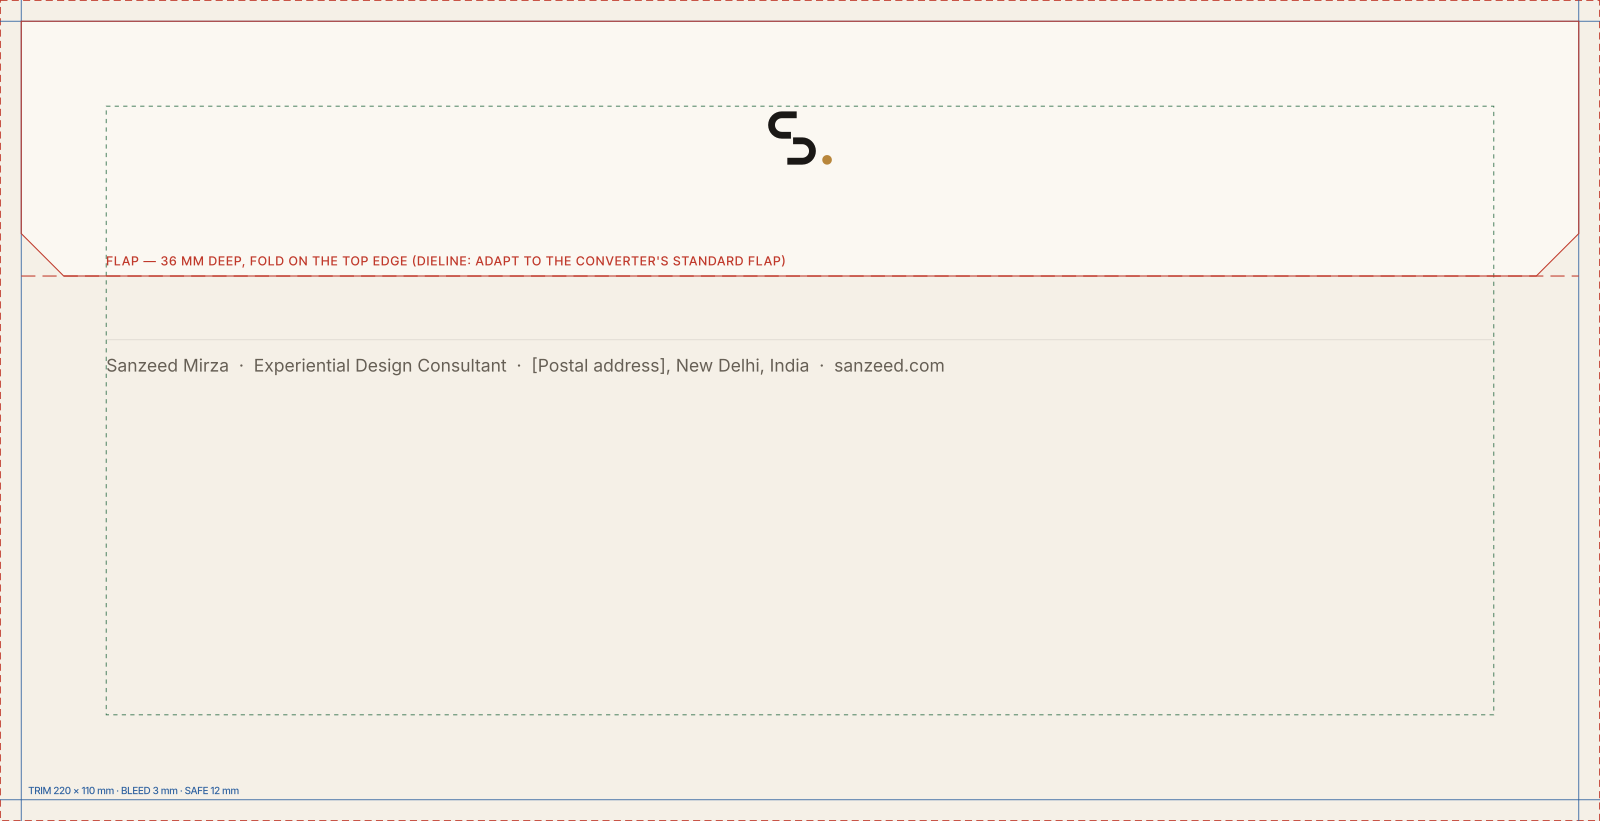 S.
FLAP — 36 MM DEEP, FOLD ON THE TOP EDGE (DIELINE: ADAPT TO THE CONVERTER'S STANDARD FLAP)
Sanzeed Mirza · Experiential Design Consultant · [Postal address], New Delhi, India · sanzeed.com
TRIM 220 × 110 mm · BLEED 3 mm · SAFE 12 mm